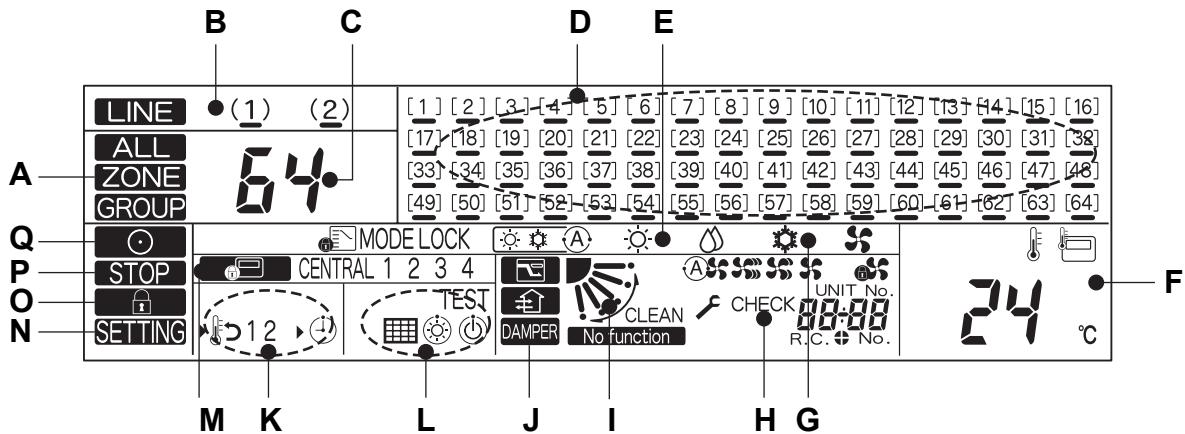 B C D E
LINE (1) (2) [1] [2] [3] [4] [5] [6] [7] [8] [9] [10] [11] [12] [13] [14] [15] [16]
ALL [17] [18] [19] [20] [21] [22] [23] [24] [25] [26] [27] [28] [29] [30] [31] [32]
A ZONE 64 [33] [34] [35] [36] [37] [38] [39] [40] [41] [42] [43] [44] [45] [46] [47] [48]
GROUP [49] [50] [51] [52] [53] [54] [55] [56] [57] [58] [59] [60] [61] [62] [63] [64]
Q MODE LOCK A
P STOP CENTRAL 1 2 3 4 A
F
O TEST UNIT No.
CLEAN CHECK 88:88 24 °C
N SETTING 12 DAMPER No function R.C. No.
M K L J I H G